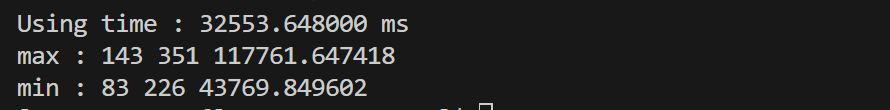 Using time : 32553.648000 ms
max : 143 351 117761.647418
min : 83 226 43769.849602